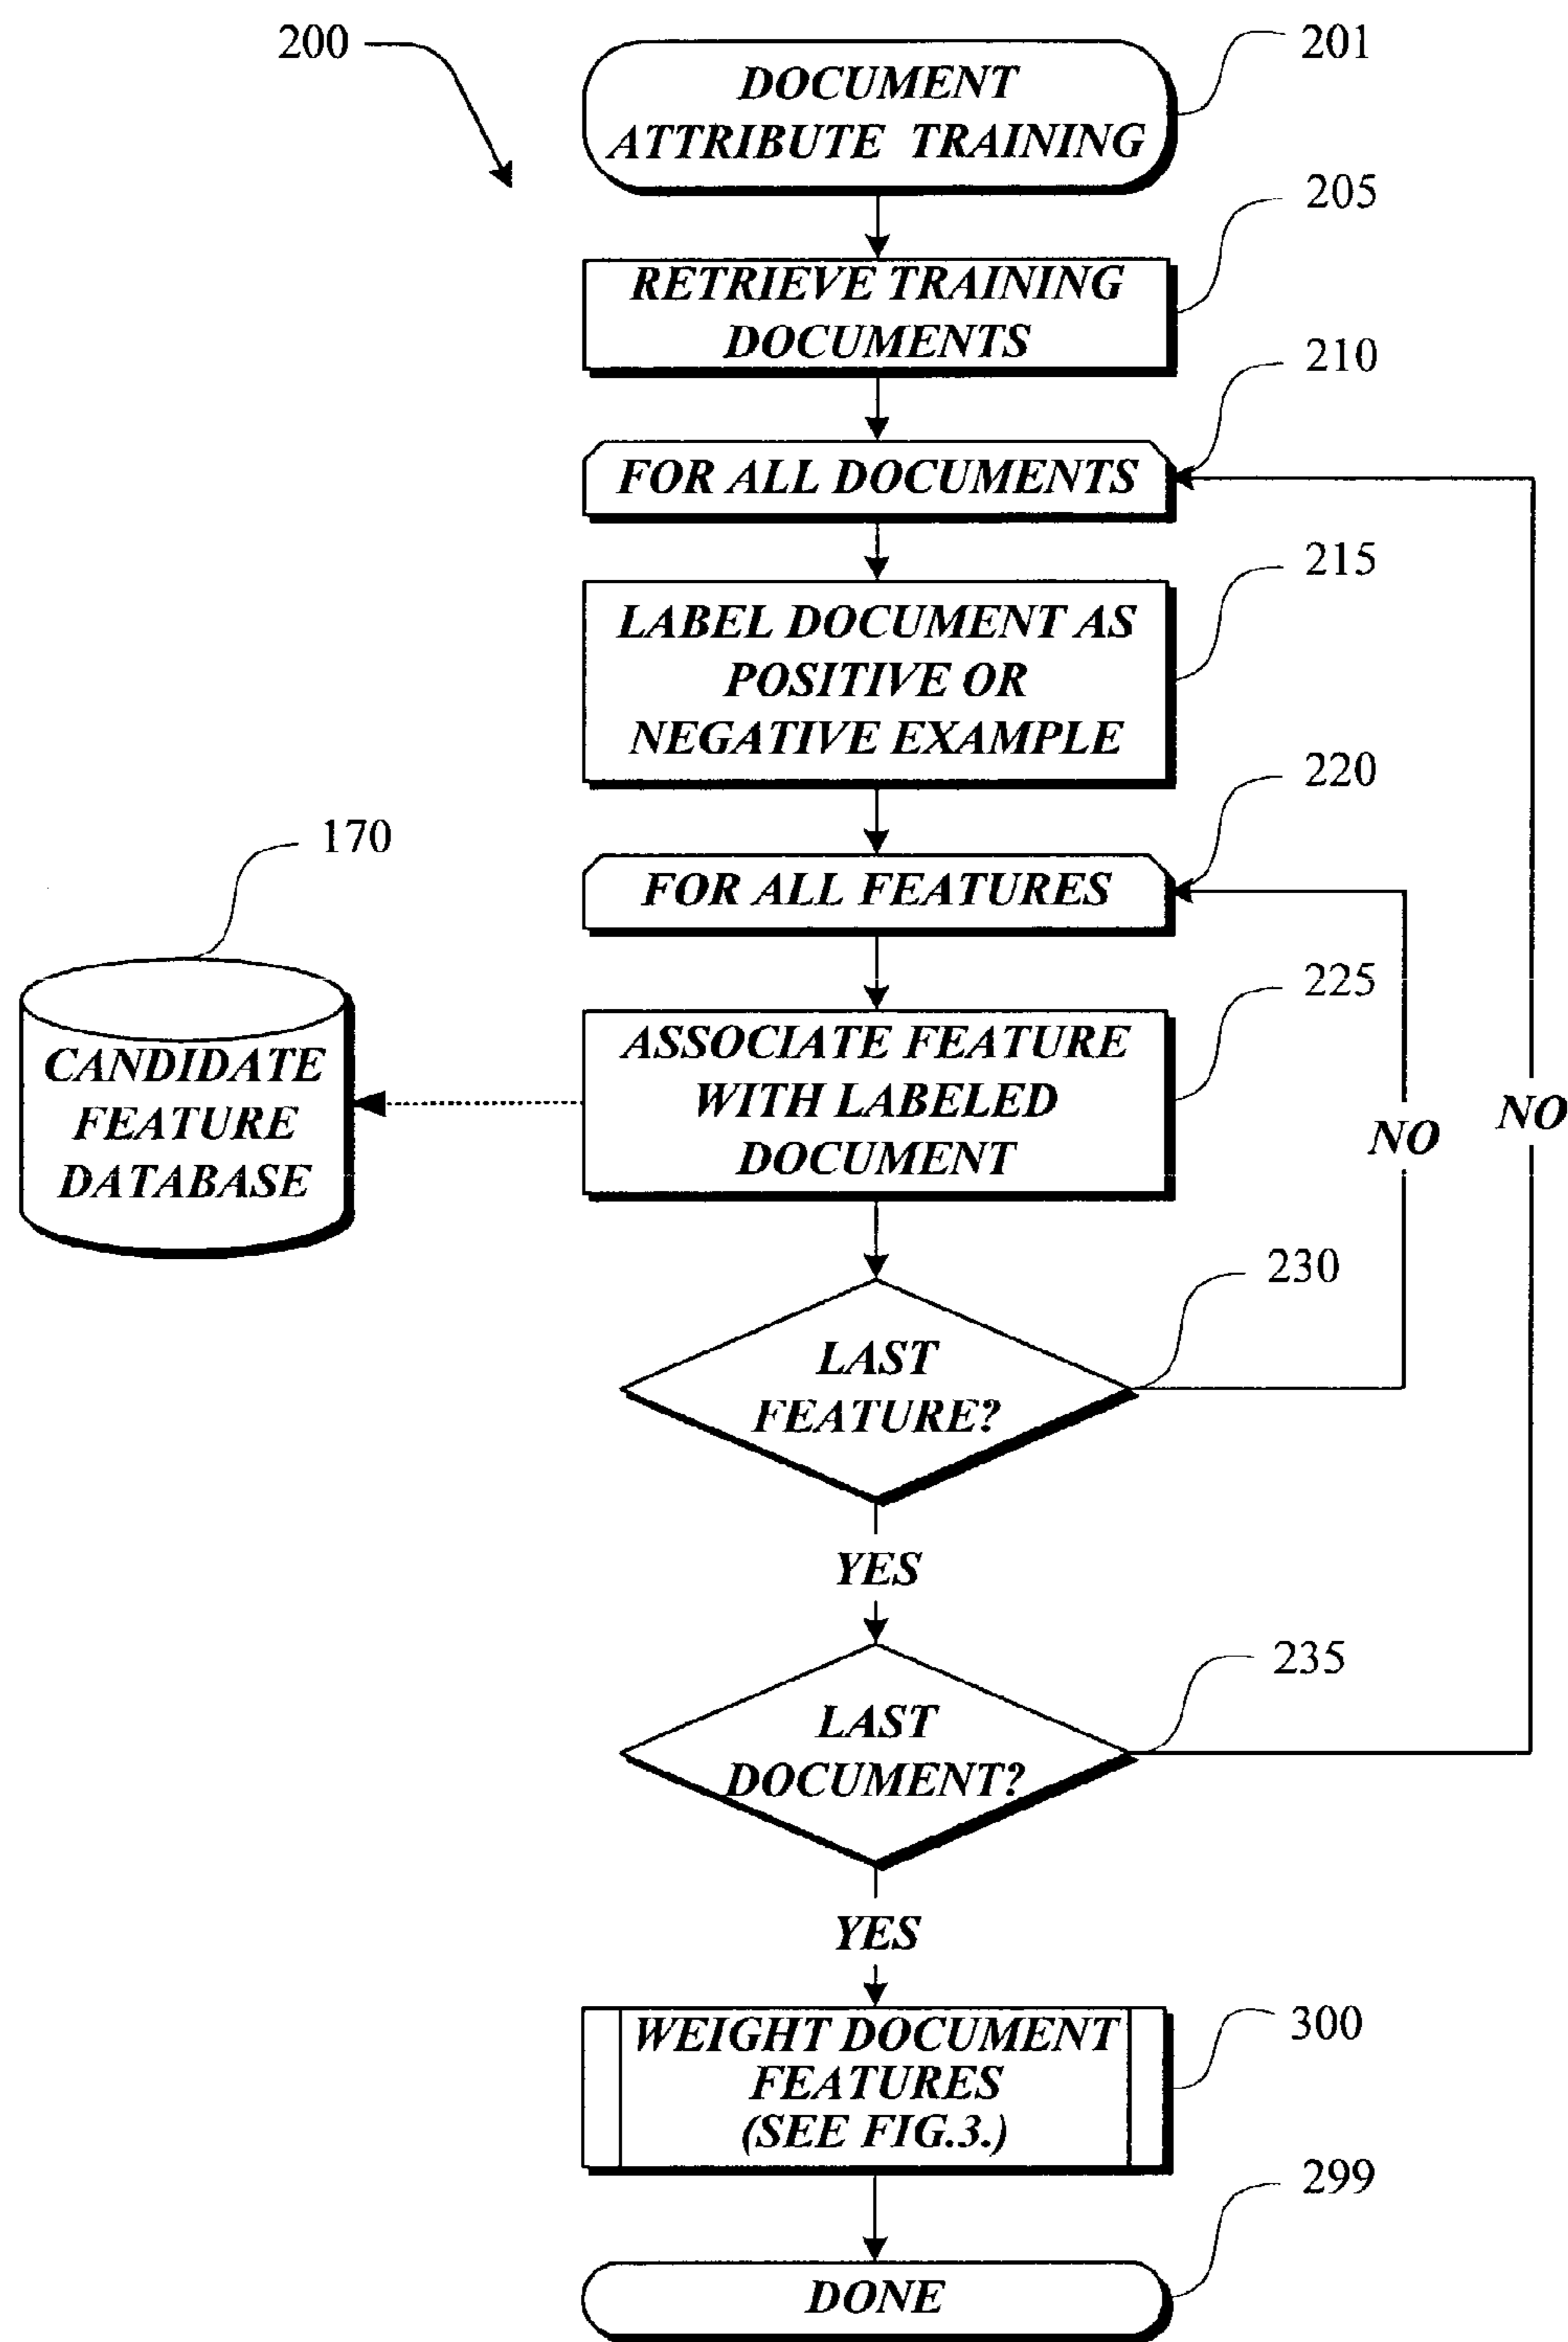 200
201
DOCUMENT
ATTRIBUTE TRAINING
205
RETRIEVE TRAINING
DOCUMENTS
210
FOR ALL DOCUMENTS
215
LABEL DOCUMENT AS
POSITIVE OR
NEGATIVE EXAMPLE
220
FOR ALL FEATURES
170
CANDIDATE
FEATURE
DATABASE
225
ASSOCIATE FEATURE
WITH LABELED
DOCUMENT
NO
NO
230
LAST
FEATURE?
YES
235
LAST
DOCUMENT?
YES
300
WEIGHT DOCUMENT
FEATURES
(SEE FIG.3.)
299
DONE